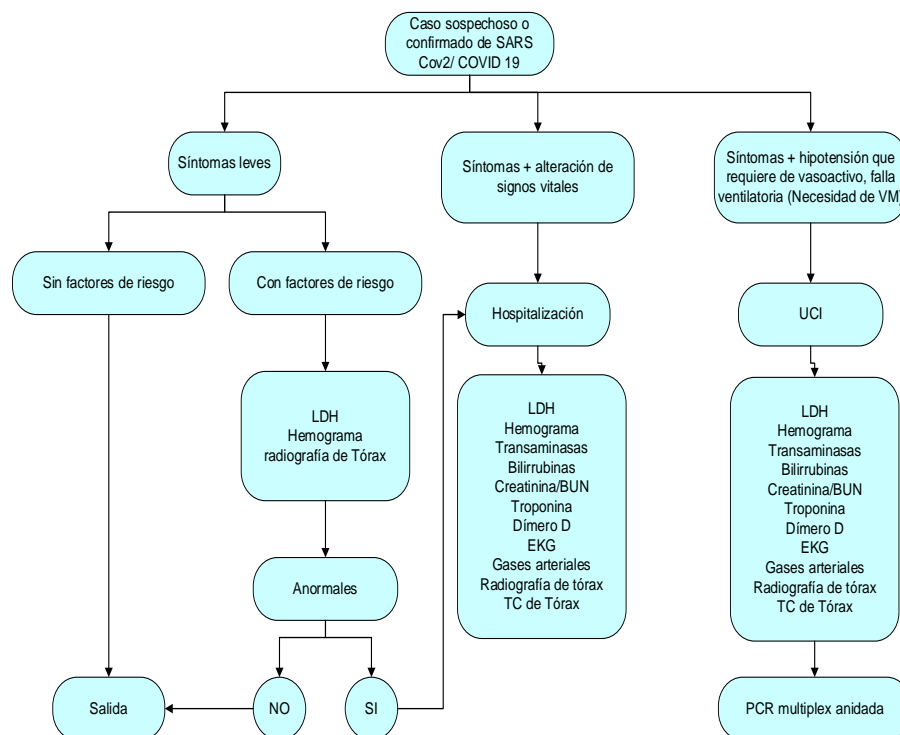 Caso sospechoso o
confirmado de SARS
Cov2/ COVID 19
Síntomas leves
Síntomas + alteración de
signos vitales
Síntomas + hipotensión que
requiere de vasoactivo, falla
ventilatoria (Necesidad de VM)
Sin factores de riesgo
Con factores de riesgo
Hospitalización
UCI
LDH
Hemograma
radiografía de Tórax
LDH
Hemograma
Transaminasas
Bilirrubinas
Creatinina/BUN
Troponina
Dímero D
EKG
Gases arteriales
Radiografía de tórax
TC de Tórax
LDH
Hemograma
Transaminasas
Bilirrubinas
Creatinina/BUN
Troponina
Dímero D
EKG
Gases arteriales
Radiografía de tórax
TC de Tórax
Anormales
Salida
NO
SI
PCR multiplex anidada